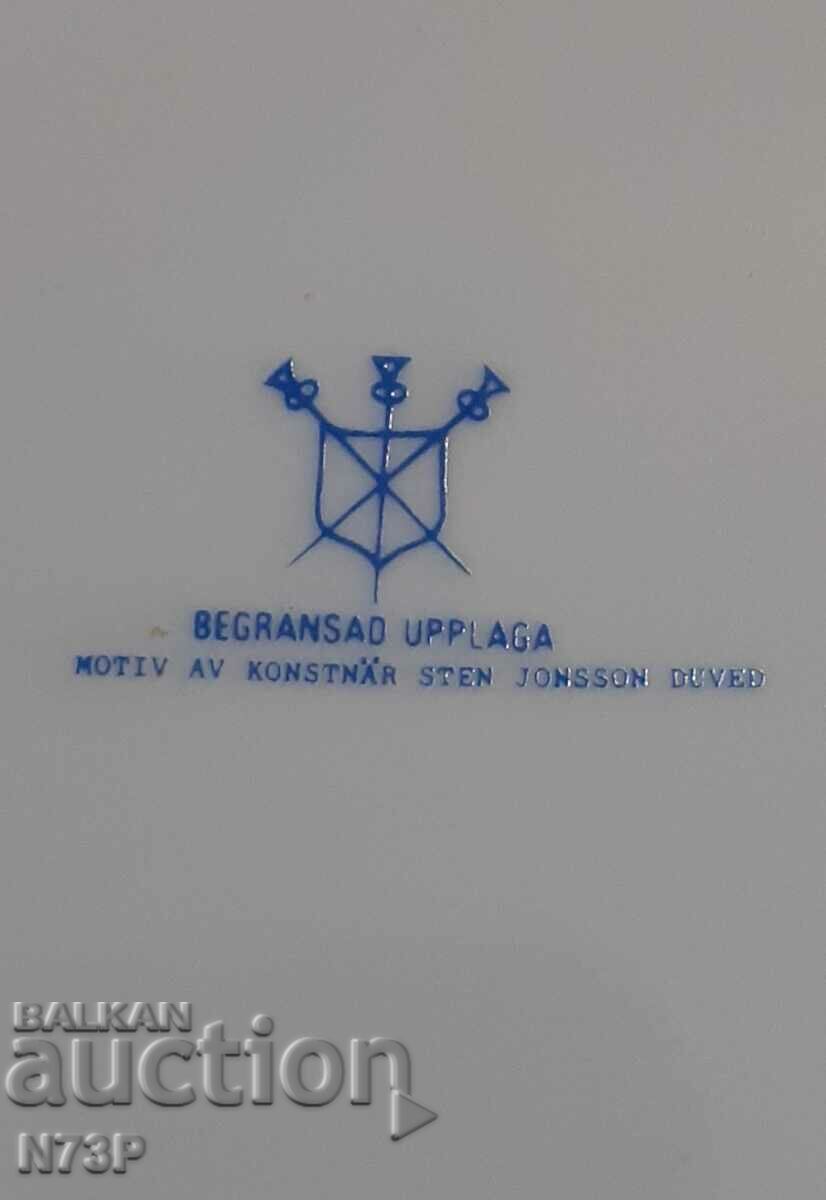 BEGRANSAD UPPLAGA
MOTIV AV KONSTNÄR STEN JONSSON DUVED
BALKAN
auction
N73P